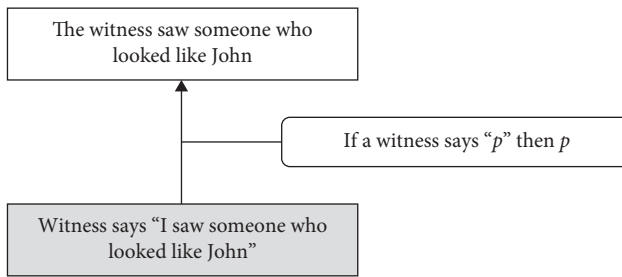 The witness saw someone who
looked like John
If a witness says “p” then p
Witness says “I saw someone who
looked like John”